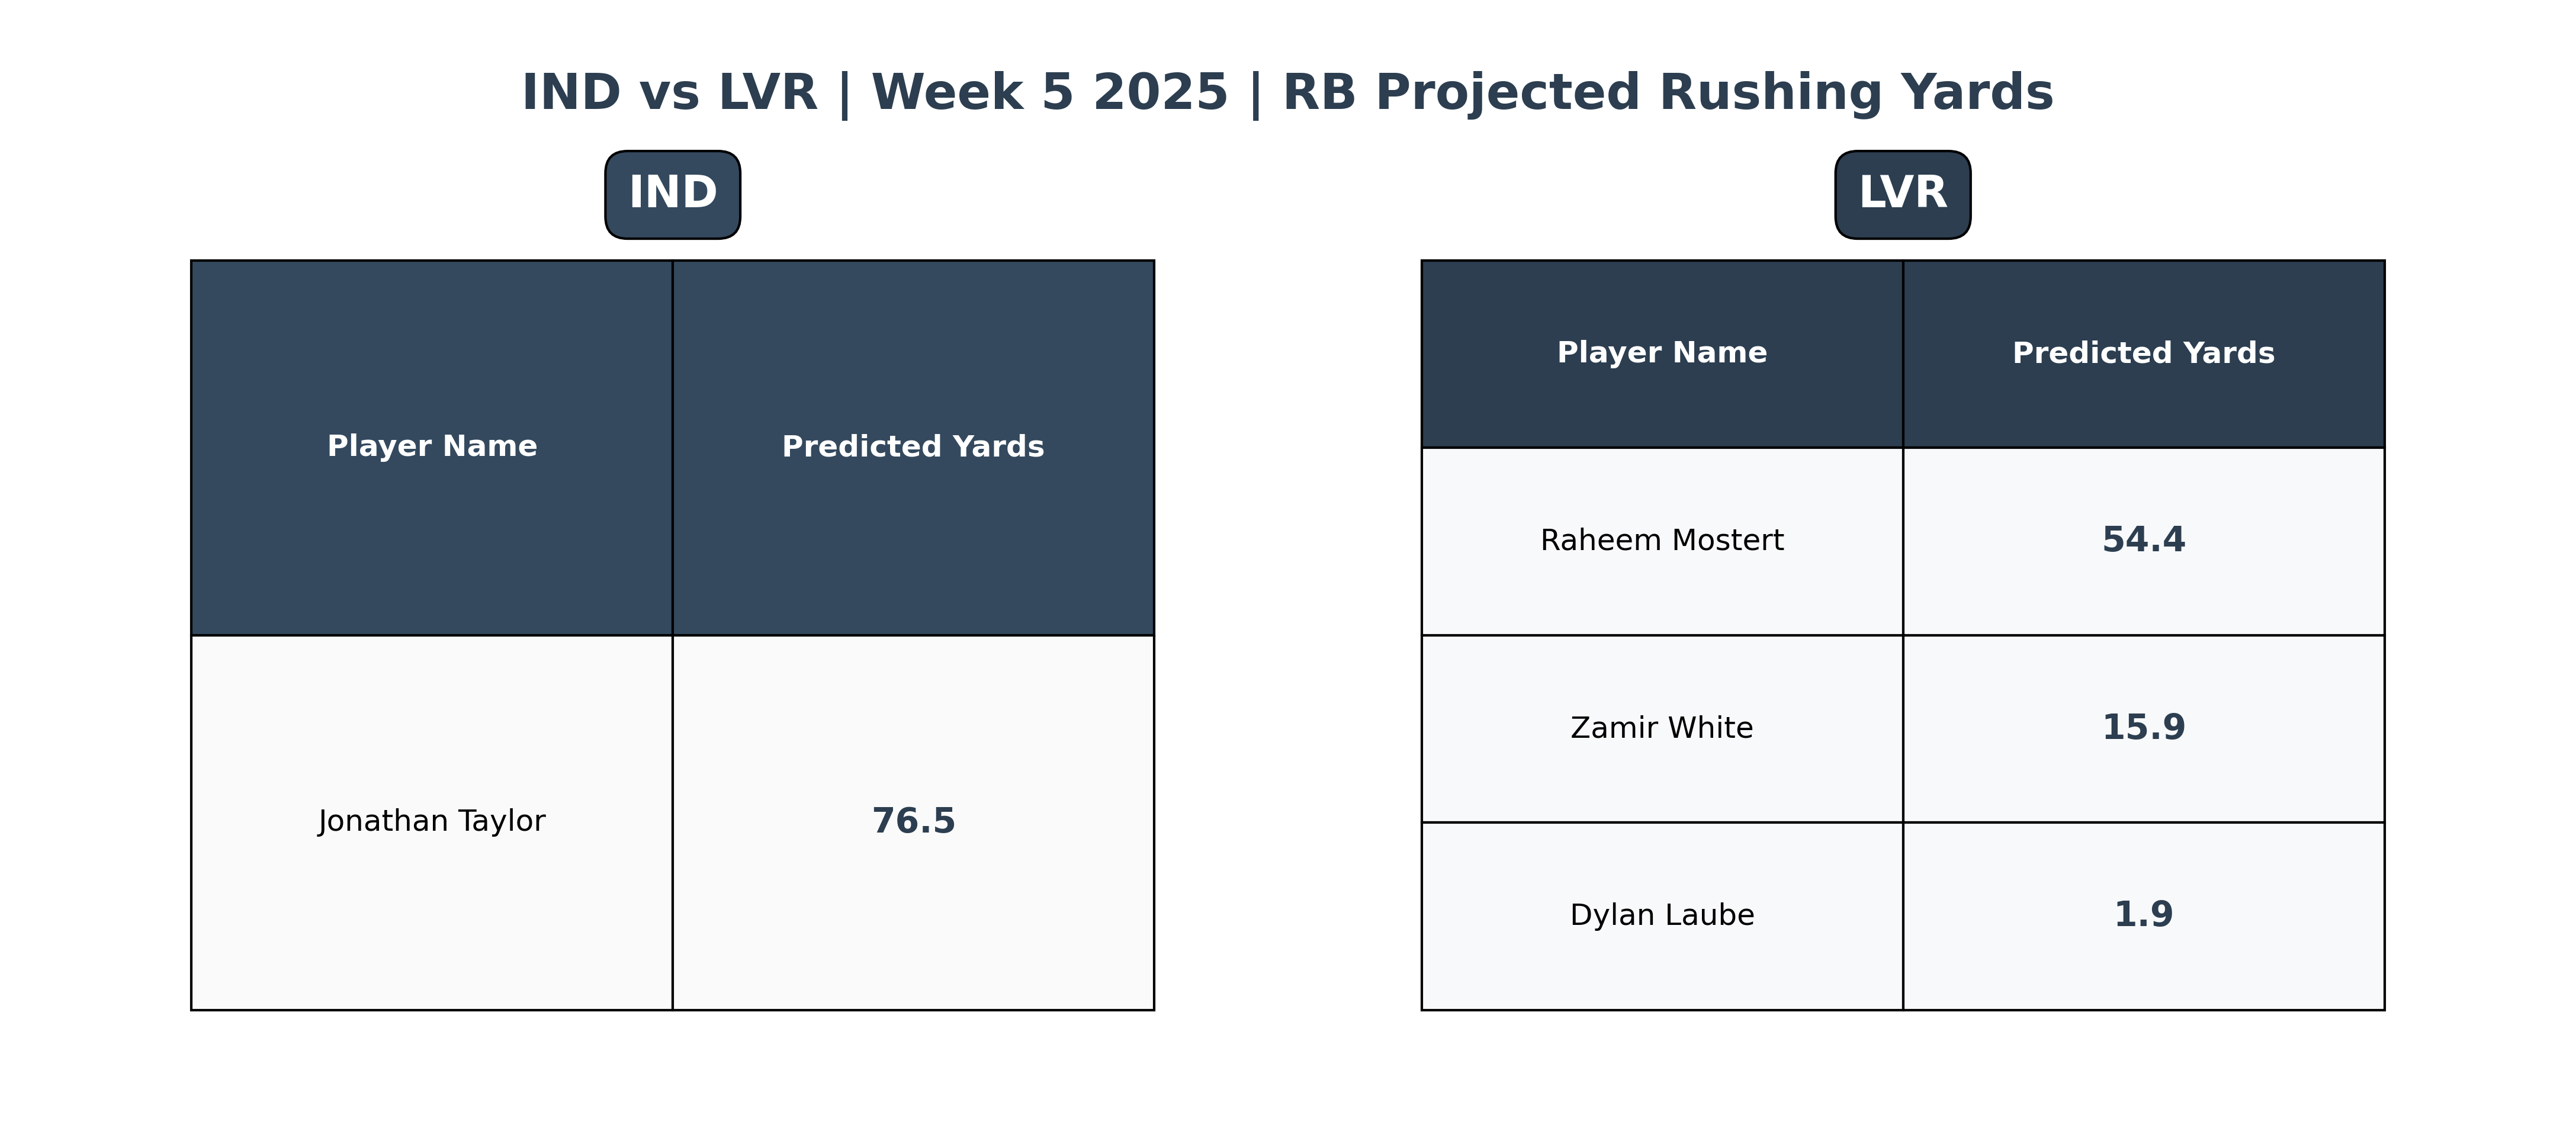 IND vs LVR | Week 5 2025 | RB Projected Rushing Yards
IND
Player Name Predicted Yards
Jonathan Taylor 76.5
LVR
Player Name Predicted Yards
Raheem Mostert 54.4
Zamir White 15.9
Dylan Laube 1.9